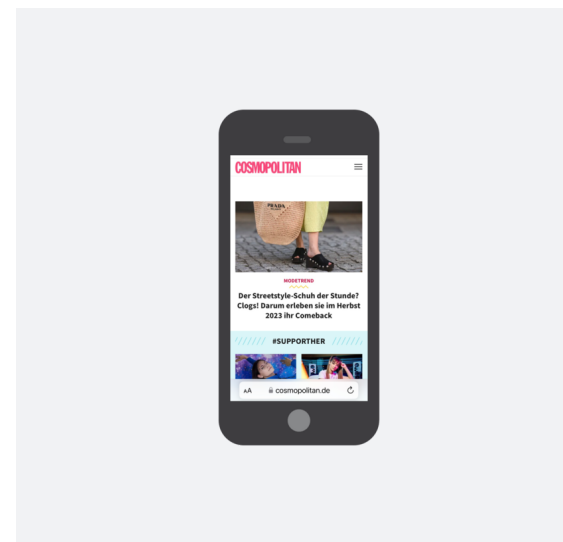 COSMOPOLITAN
PRADA
MODETREND
Der Streetstyle-Schuh der Stunde?
Clogs! Darum erleben sie im Herbst
2023 ihr Comeback
#SUPPORTHER
AA cosmopolitan.de